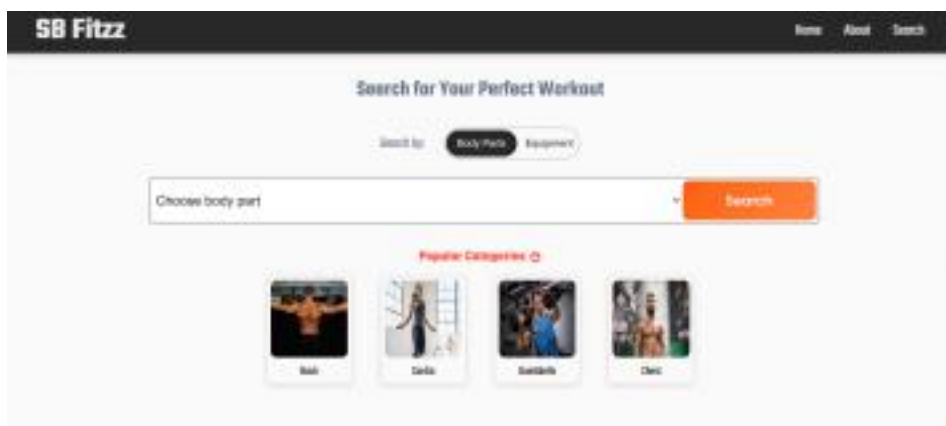 SB Fitzz
Home About Search
Search for Your Perfect Workout
Search by Body Parts Equipment
Choose body part
Search
Popular Categories
Back Cardio Dumbbells Chest